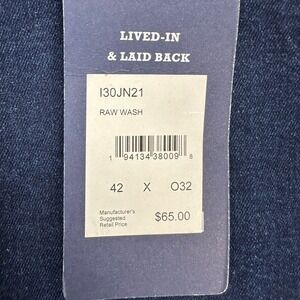 LIVED-IN
& LAID BACK
I30JN21
RAW WASH
1 94134 38009 8
42 X O32
Manufacturer's
Suggested
Retail Price
$65.00